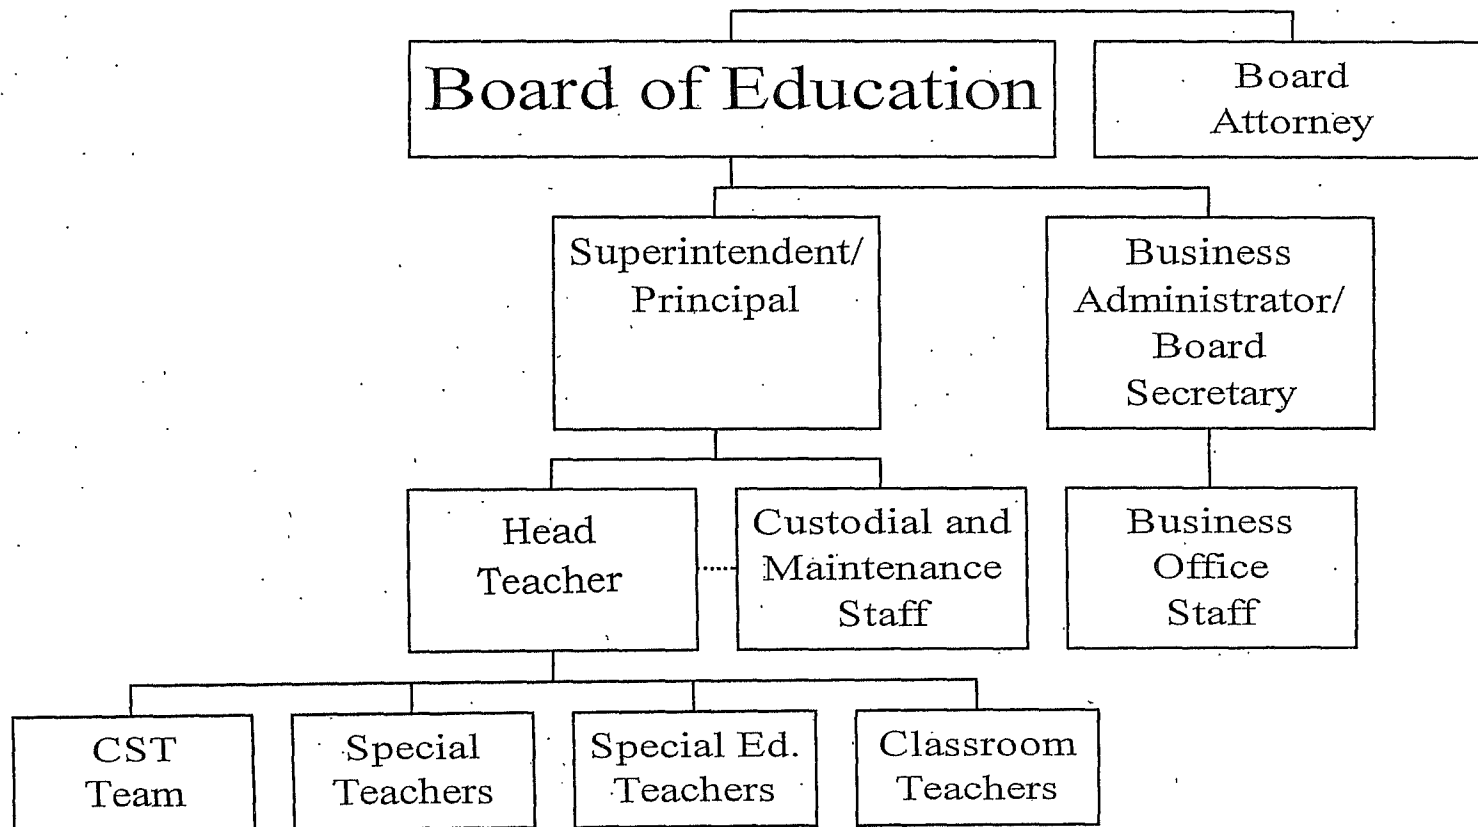 Board of Education
Board
Attorney
Superintendent/
Principal
Business
Administrator/
Board
Secretary
Head
Teacher
Custodial and
Maintenance
Staff
Business
Office
Staff
CST
Team
Special
Teachers
Special Ed.
Teachers
Classroom
Teachers